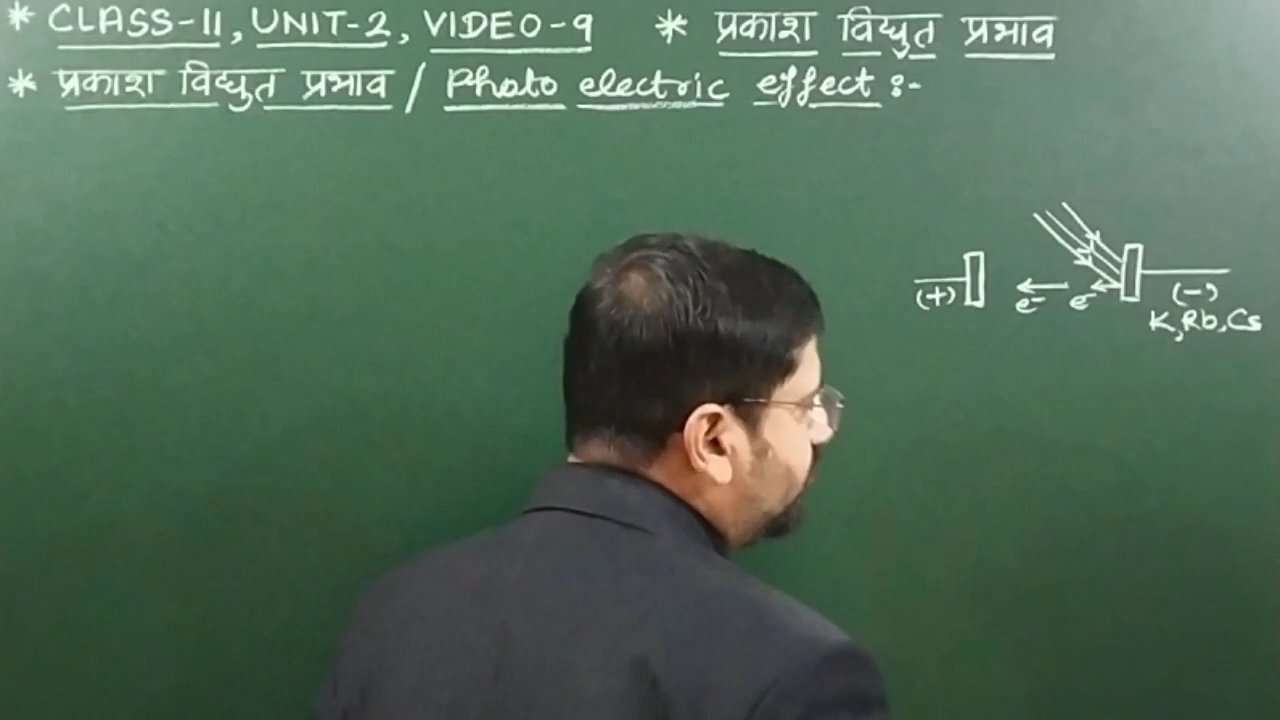 * CLASS-11, UNIT-2, VIDEO-9 * प्रकाश विद्युत प्रभाव
* प्रकाश विद्युत प्रभाव / Photo electric effect :-
(+) e⁻ e⁻ (-)
K, Rb, Cs